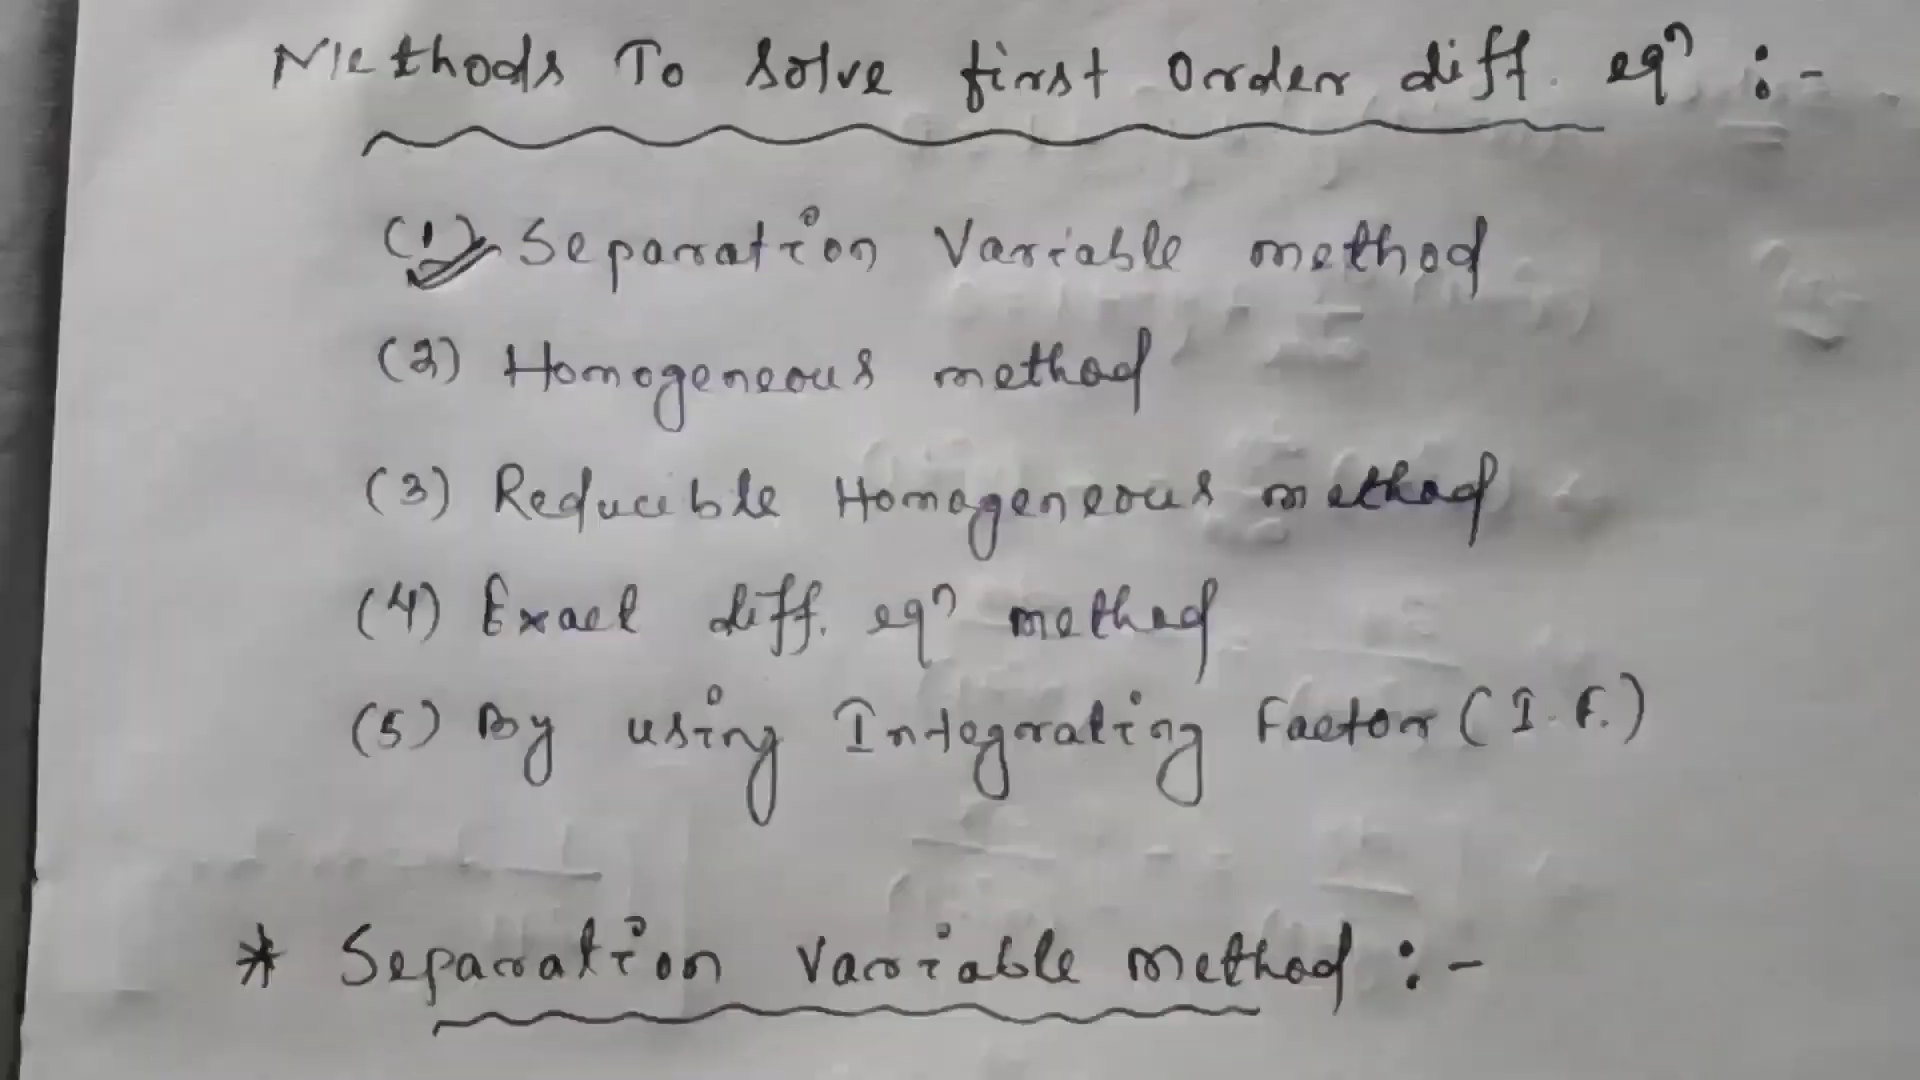 Methods To Solve first Order diff. eqⁿ :-
(1) Separation Variable method
(2) Homogeneous method
(3) Reducible Homogeneous method
(4) Exact diff. eqⁿ method
(5) By using Integrating Factor (I.F.)
* Separation Variable method :-